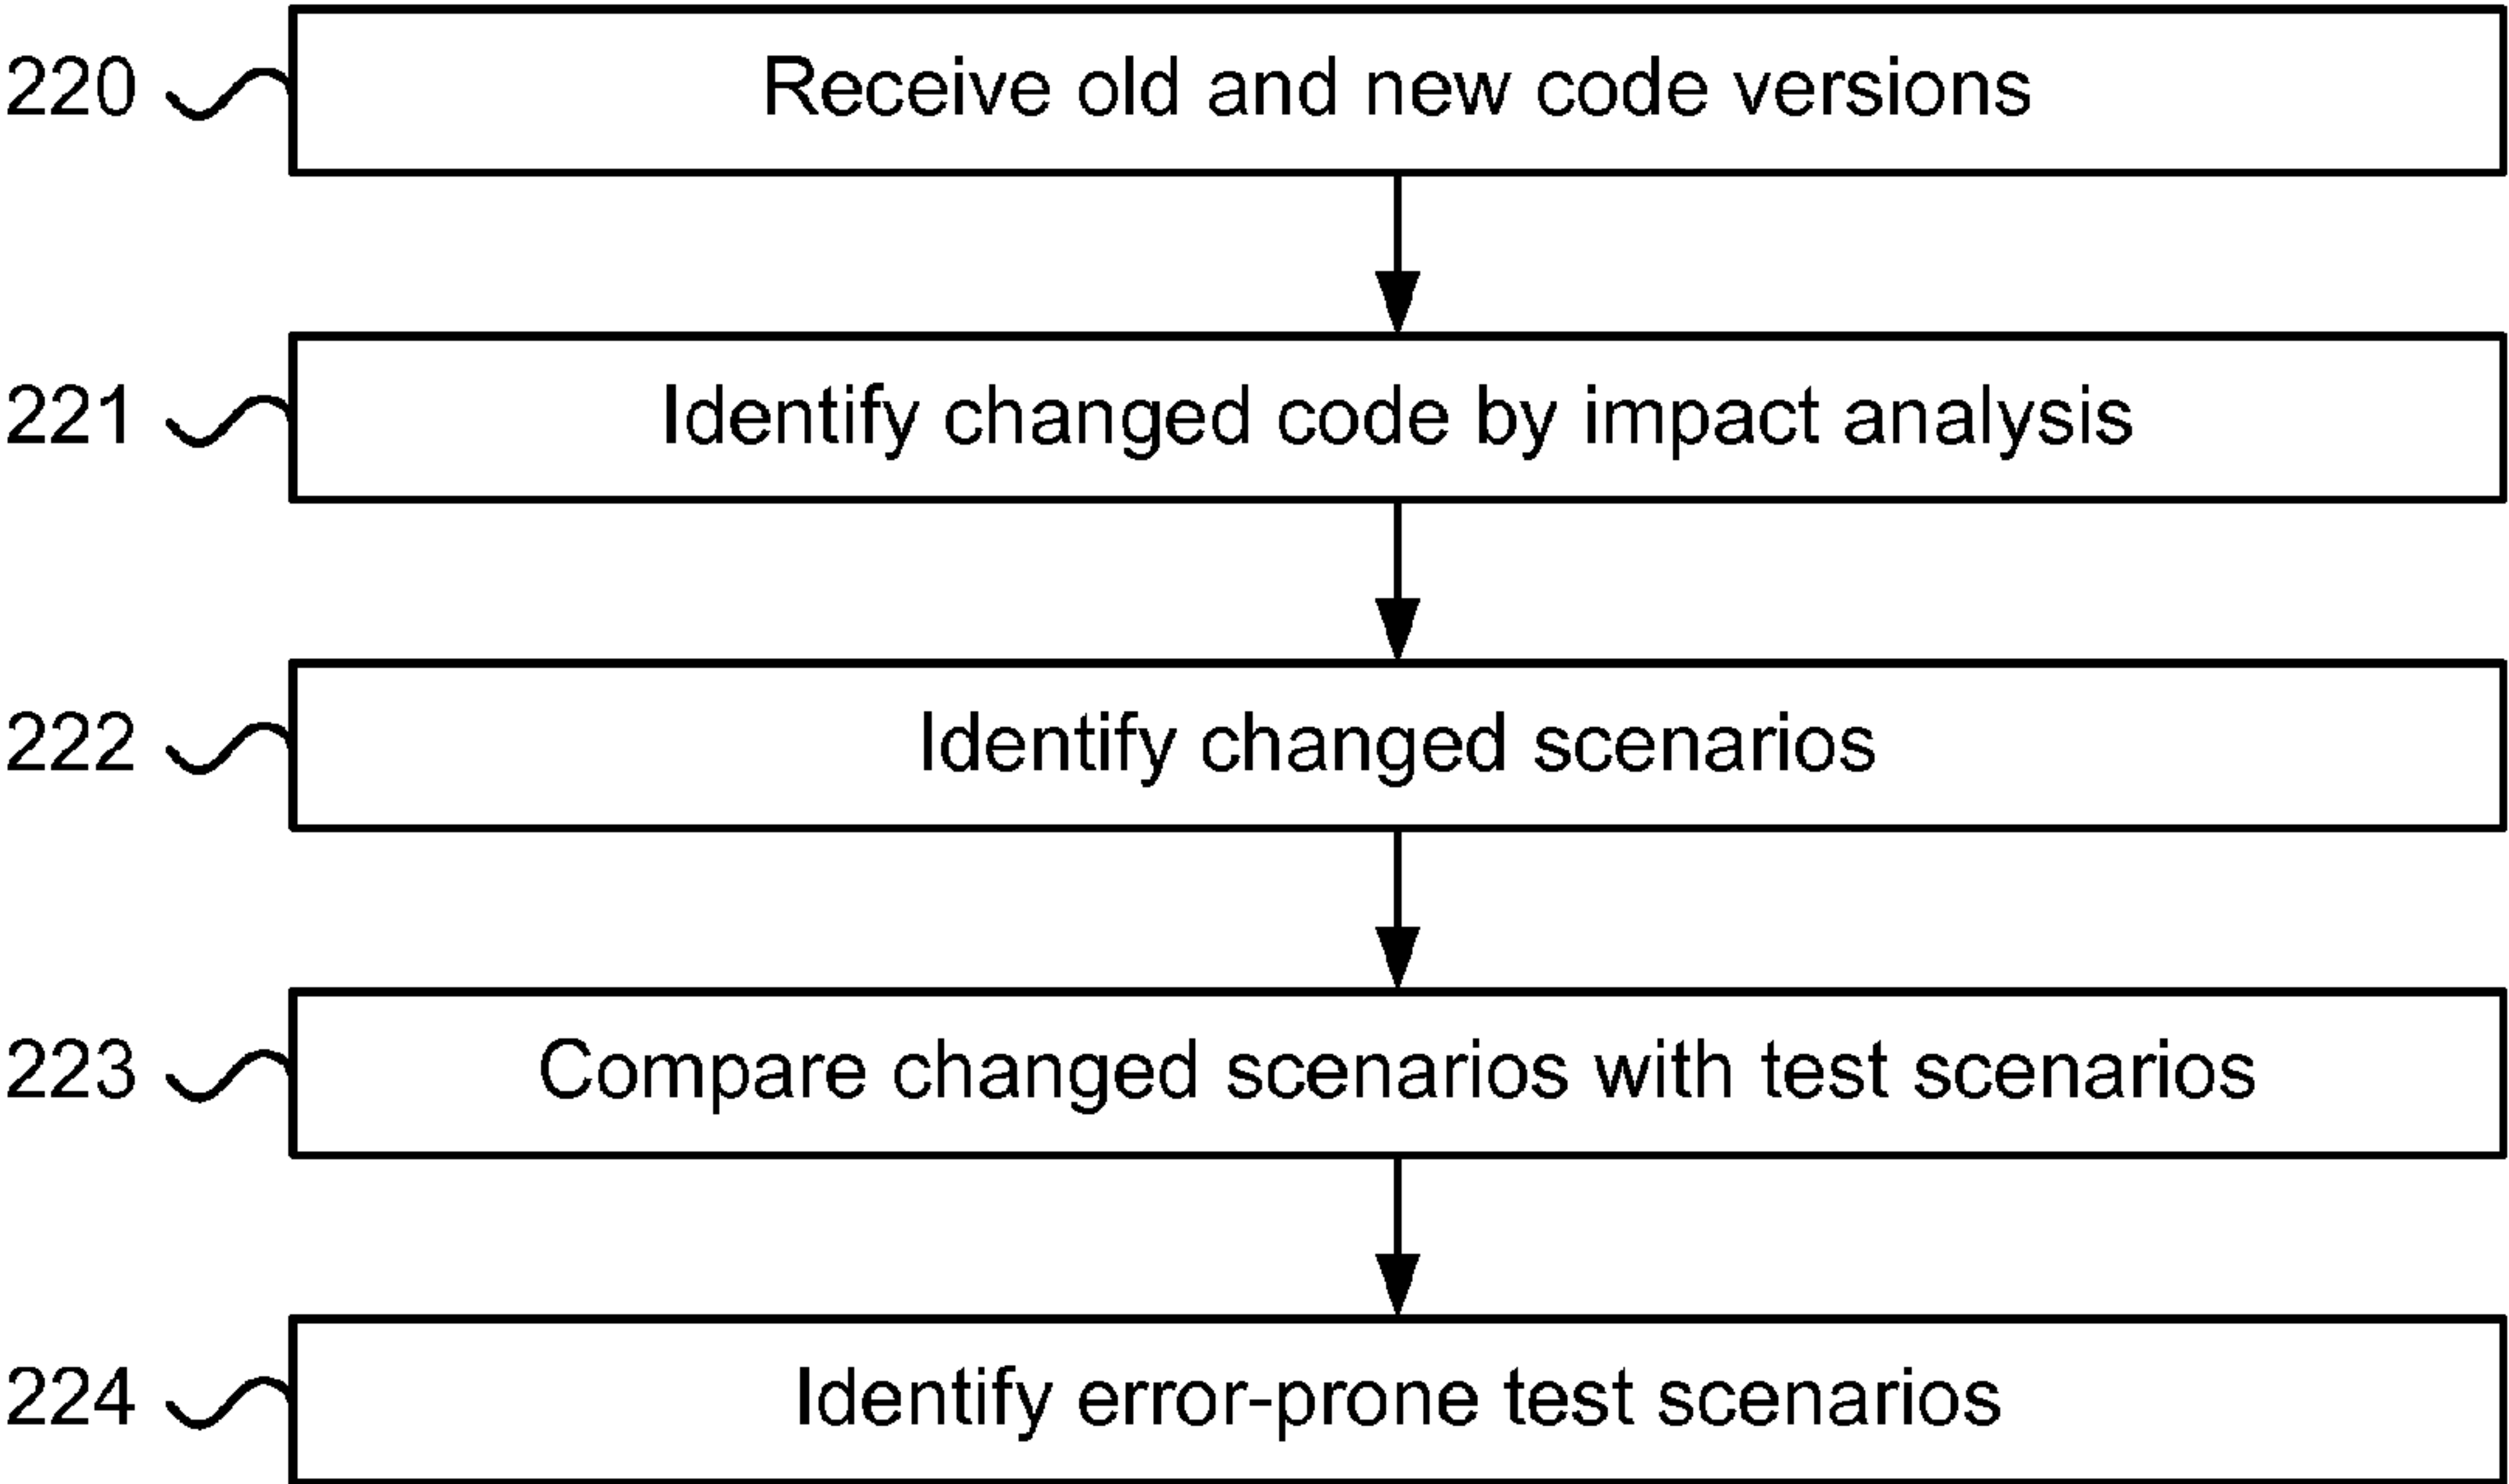 220 Receive old and new code versions
221 Identify changed code by impact analysis
222 Identify changed scenarios
223 Compare changed scenarios with test scenarios
224 Identify error-prone test scenarios